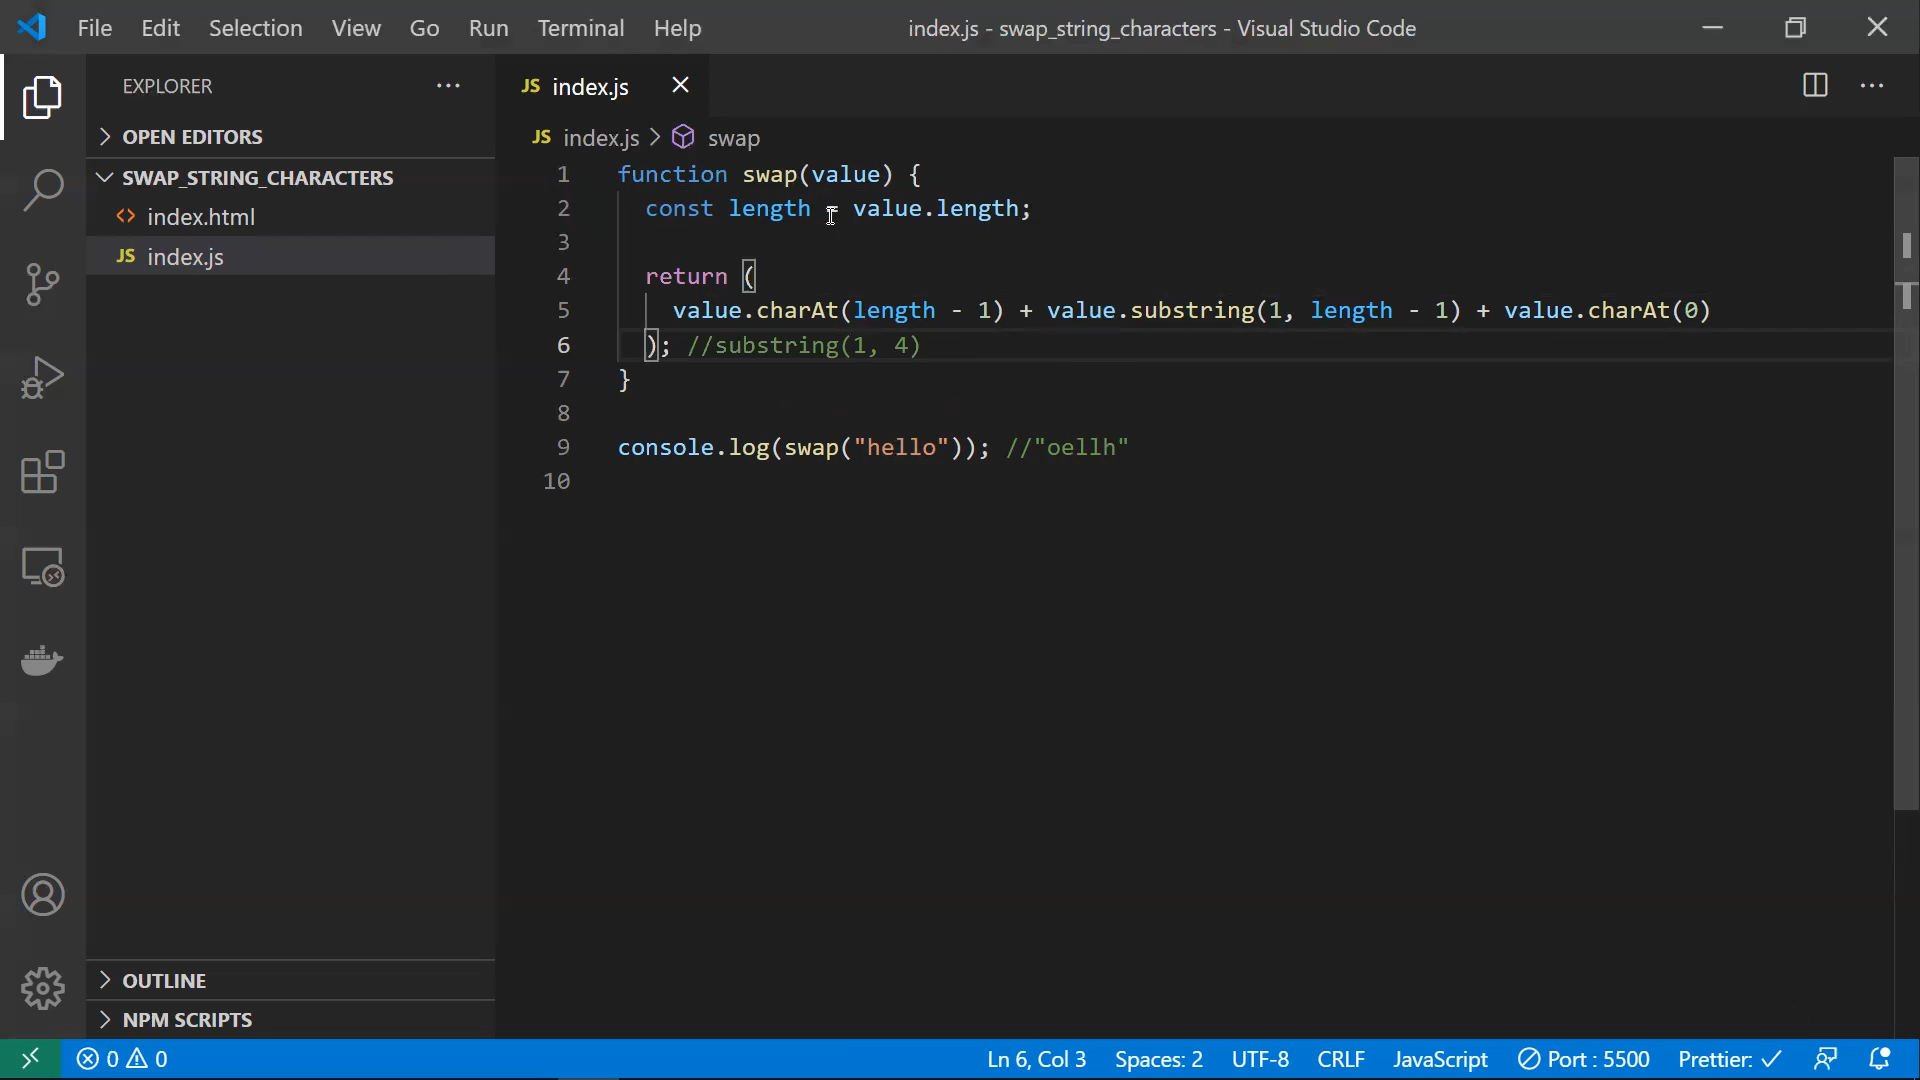 File Edit Selection View Go Run Terminal Help index.js - swap_string_characters - Visual Studio Code
EXPLORER
OPEN EDITORS
SWAP_STRING_CHARACTERS
index.html
JS index.js
JS index.js
JS index.js > swap
1 function swap(value) {
2 const length = value.length;
3
4 return (
5 value.charAt(length - 1) + value.substring(1, length - 1) + value.charAt(0)
6 ); //substring(1, 4)
7 }
8
9 console.log(swap("hello")); //"oellh"
10
OUTLINE
NPM SCRIPTS
0 0 Ln 6, Col 3 Spaces: 2 UTF-8 CRLF JavaScript Port : 5500 Prettier: ✓